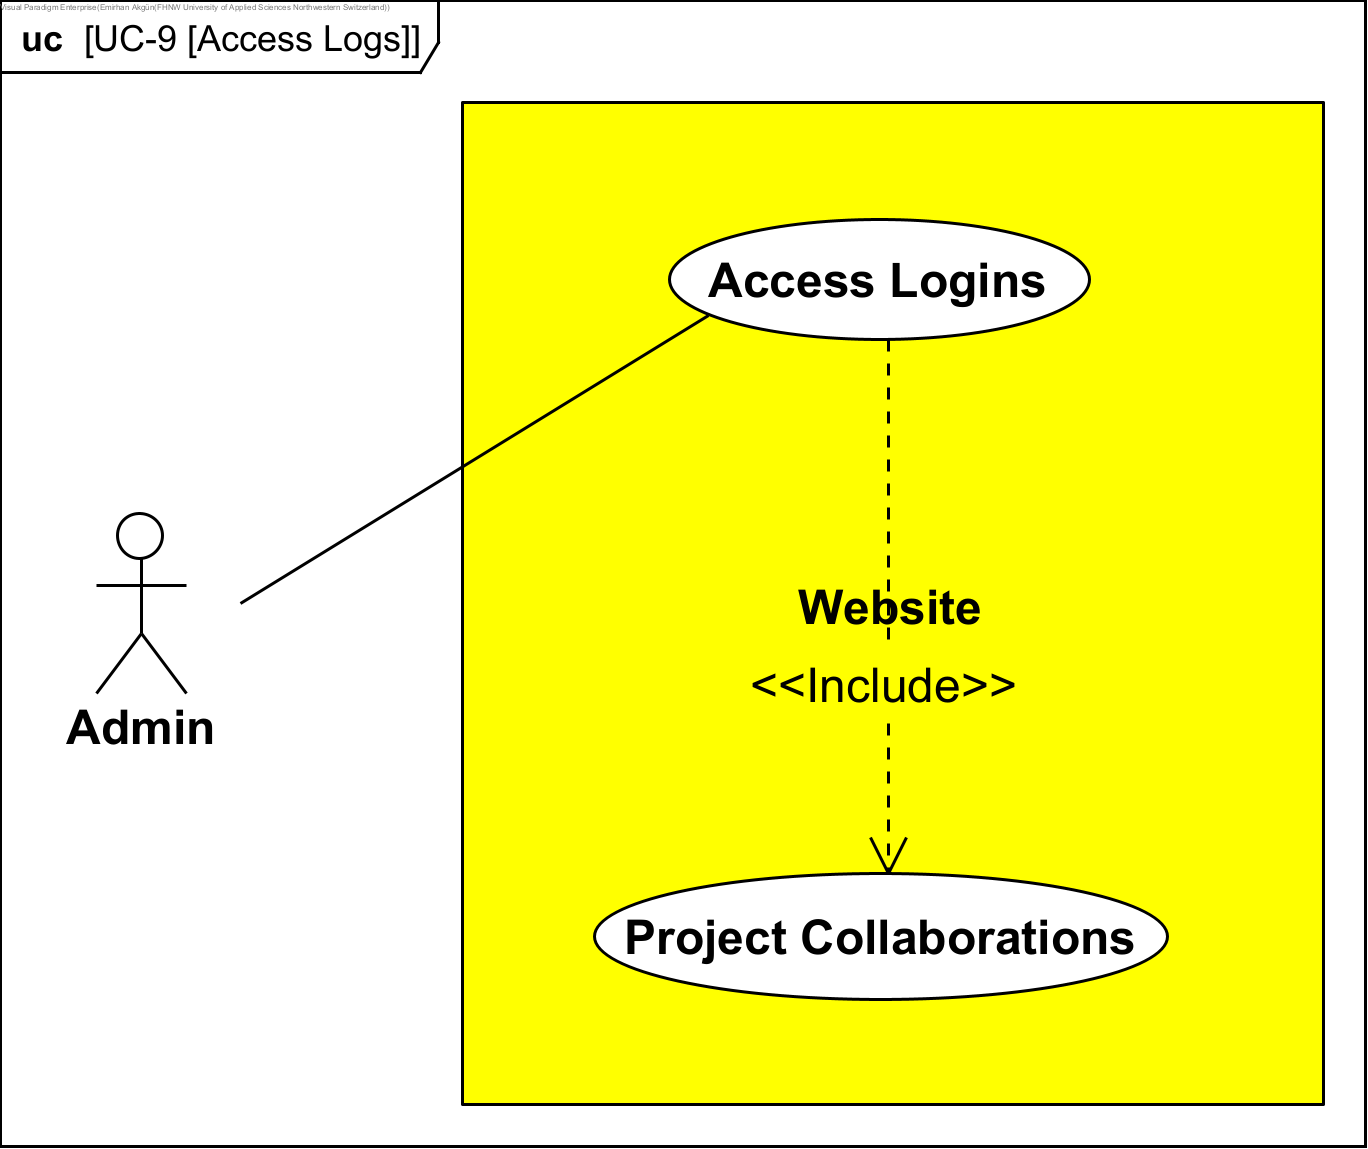 Visual Paradigm Enterprise(Emirhan Akgün(FHNW University of Applied Sciences Northwestern Switzerland))
uc [UC-9 [Access Logs]]
Access Logins
Website
<<Include>>
Admin
Project Collaborations